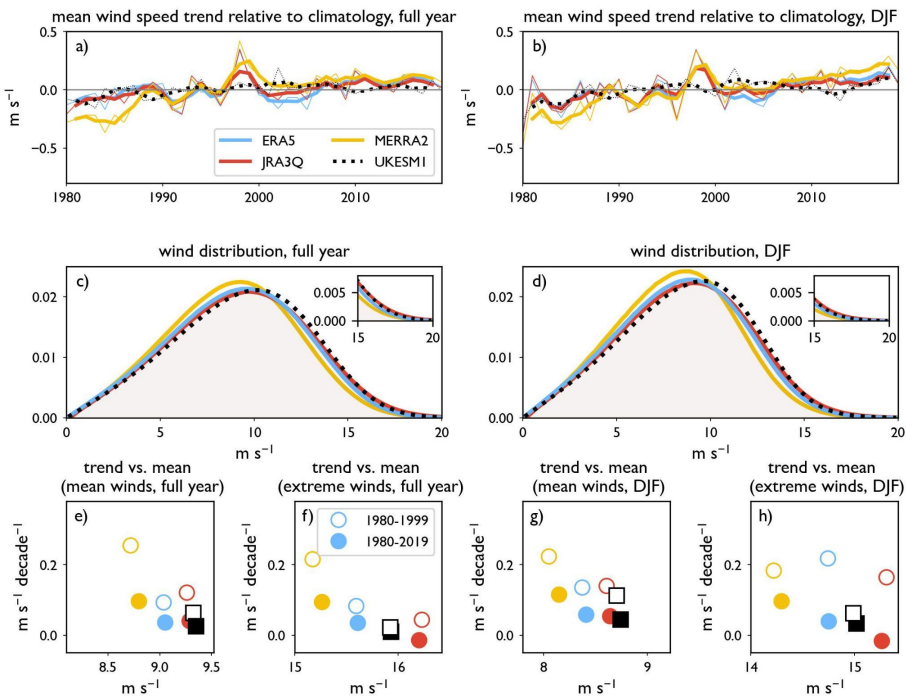 mean wind speed trend relative to climatology, full year
mean wind speed trend relative to climatology, DJF
a)
b)
m s⁻¹
0.5
0.0
−0.5
ERA5
MERRA2
JRA3Q
UKESM1
1980
1990
2000
2010
m s⁻¹
0.5
0.0
−0.5
1980
1990
2000
2010
wind distribution, full year
wind distribution, DJF
c)
0.02
0.01
0.00
0.005
0.000
15
20
0
5
10
15
20
m s⁻¹
d)
0.02
0.01
0.00
0.005
0.000
15
20
0
5
10
15
20
m s⁻¹
trend vs. mean
(mean winds, full year)
trend vs. mean
(extreme winds, full year)
trend vs. mean
(mean winds, DJF)
trend vs. mean
(extreme winds, DJF)
e)
m s⁻¹ decade⁻¹
0.2
0.0
8.5
9.0
9.5
m s⁻¹
f)
1980-1999
1980-2019
0.2
0.0
15
16
m s⁻¹
g)
m s⁻¹ decade⁻¹
0.2
0.0
8
9
m s⁻¹
h)
m s⁻¹ decade⁻¹
0.2
0.0
14
15
m s⁻¹